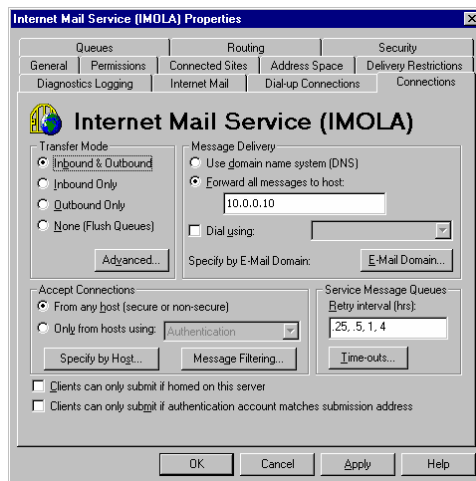 Internet Mail Service (IMOLA) Properties
Queues Routing Security
General Permissions Connected Sites Address Space Delivery Restrictions
Diagnostics Logging Internet Mail Dial-up Connections Connections
Internet Mail Service (IMOLA)
Transfer Mode
Inbound & Outbound
Inbound Only
Outbound Only
None (Flush Queues)
Advanced...
Message Delivery
Use domain name system (DNS)
Forward all messages to host:
10.0.0.10
Dial using:
Specify by E-Mail Domain: E-Mail Domain...
Accept Connections
From any host (secure or non-secure)
Only from hosts using: Authentication
Specify by Host... Message Filtering...
Service Message Queues
Retry interval (hrs):
.25, .5, 1, 4
Time-outs...
Clients can only submit if homed on this server
Clients can only submit if authentication account matches submission address
OK Cancel Apply Help